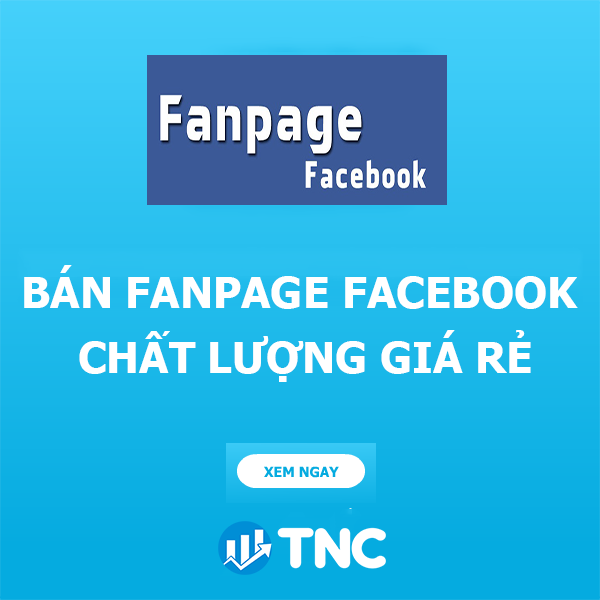 Fanpage
Facebook
BÁN FANPAGE FACEBOOK
CHẤT LƯỢNG GIÁ RẺ
XEM NGAY
TNC